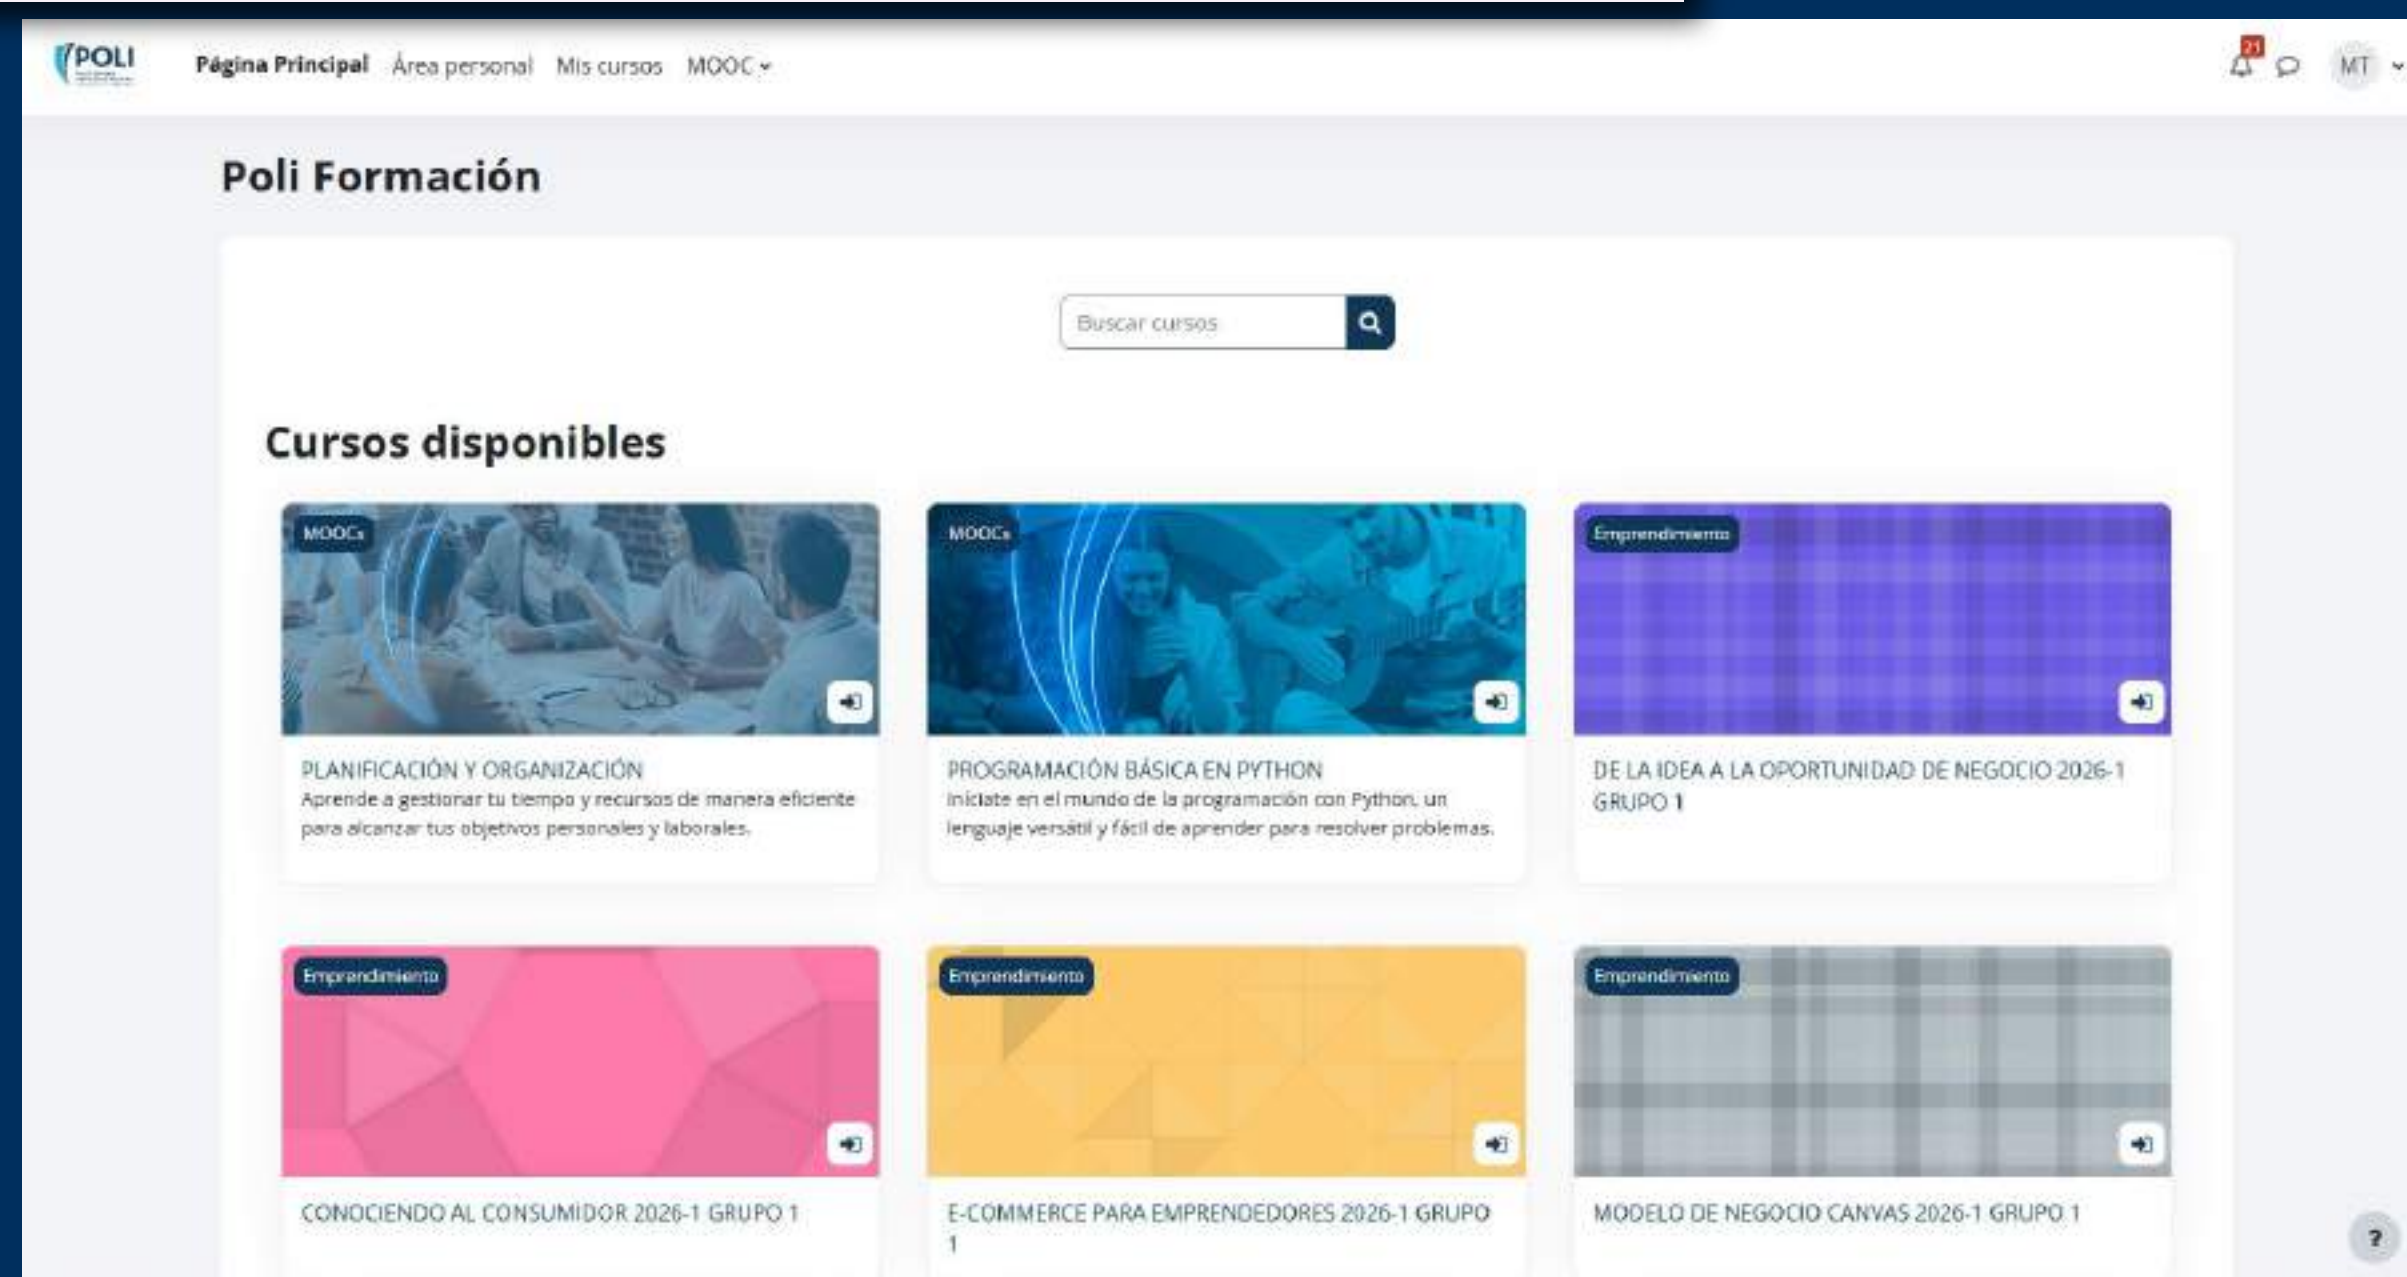 POLI
Página Principal Área personal Mis cursos MOOC
21
MT
Poli Formación
Buscar cursos
Cursos disponibles
MOOCs
MOOCs
Emprendimiento
PLANIFICACIÓN Y ORGANIZACIÓN
Aprende a gestionar tu tiempo y recursos de manera eficiente
para alcanzar tus objetivos personales y laborales.
PROGRAMACIÓN BÁSICA EN PYTHON
Iníciate en el mundo de la programación con Python, un
lenguaje versátil y fácil de aprender para resolver problemas.
DE LA IDEA A LA OPORTUNIDAD DE NEGOCIO 2026-1
GRUPO 1
Emprendimiento
Emprendimiento
Emprendimiento
CONOCIENDO AL CONSUMIDOR 2026-1 GRUPO 1
E-COMMERCE PARA EMPRENDEDORES 2026-1 GRUPO
1
MODELO DE NEGOCIO CANVAS 2026-1 GRUPO 1
?